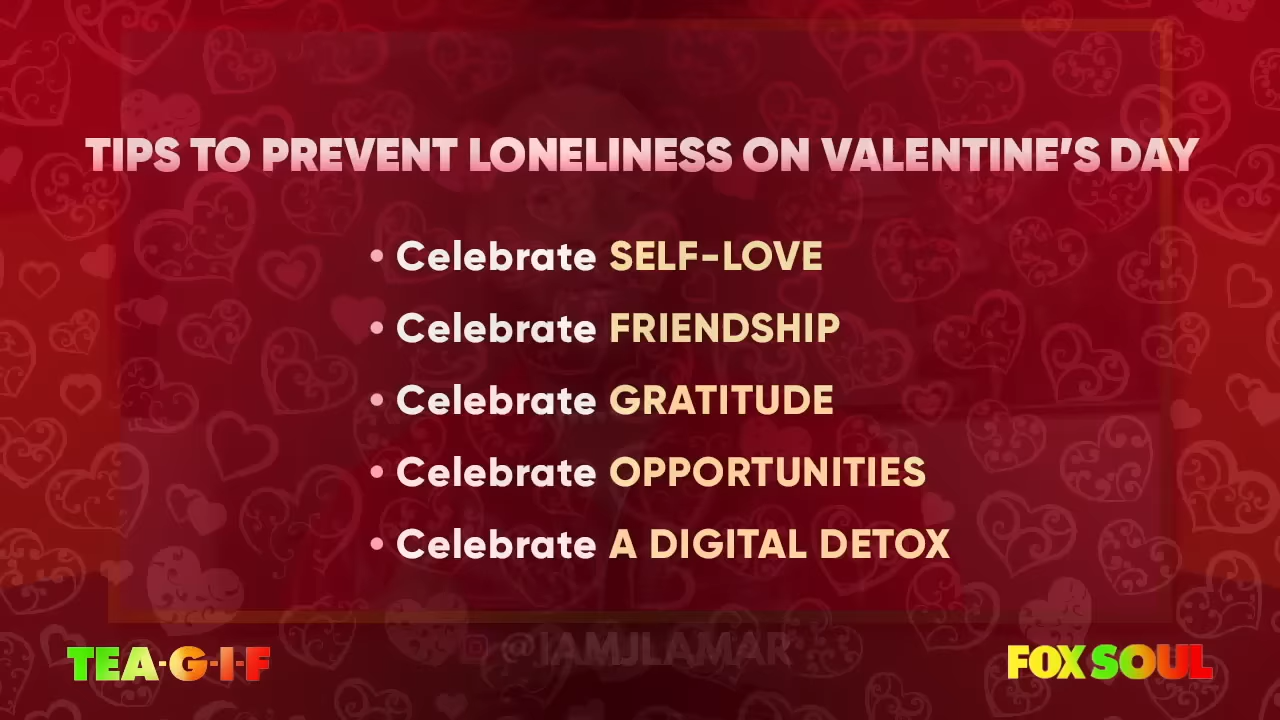 TIPS TO PREVENT LONELINESS ON VALENTINE'S DAY
• Celebrate SELF-LOVE
• Celebrate FRIENDSHIP
• Celebrate GRATITUDE
• Celebrate OPPORTUNITIES
• Celebrate A DIGITAL DETOX
@IAMJLAMAR
TEA-G-I-F
FOX SOUL